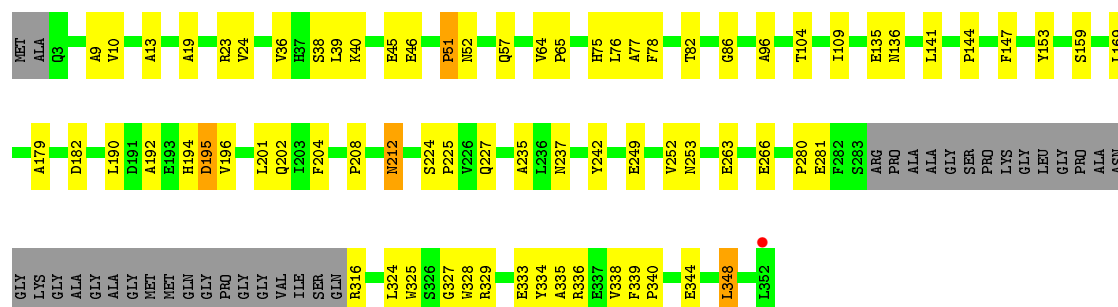 MET ALA Q3 A9 V10 A13 A19 R23 V24 V36 H37 S38 L39 K40 E45 E46 P51 N52 Q57 V64 P65 H75 L76 A77 F78 T82 G86 A96 T104 I109 E135 N136 L141 P144 F147 Y153 S159 L169
A179 D182 L190 D191 A192 E193 H194 D195 V196 L201 Q202 I203 F204 P208 N212 S224 P225 V226 Q227 A235 L236 N237 Y242 E249 V252 N253 E263 E266 P280 E281 F282 S283 ARG PRO ALA ALA GLY SER PRO LYS GLY LEU GLY PRO ALA ASN
GLY LYS GLY ALA GLY ALA GLY MET MET GLN GLY PRO GLY GLY VAL ILE SER GLN R316 L324 W325 S326 G327 W328 R329 E333 Y334 A335 R336 E337 V338 F339 P340 E344 L348 L352